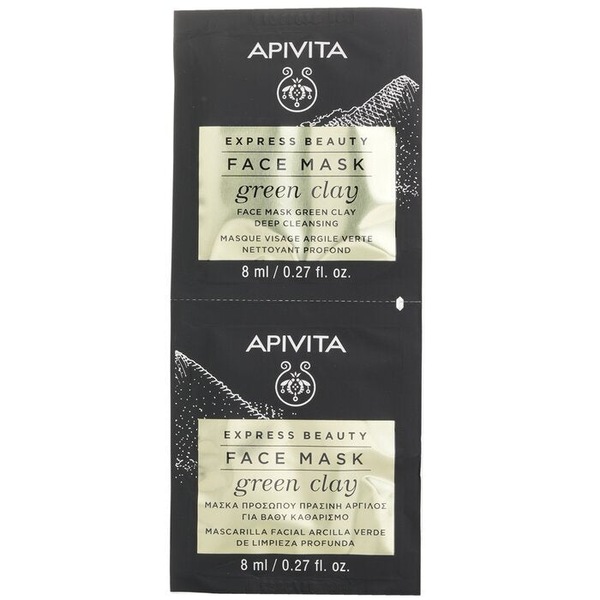 APIVITA
EXPRESS BEAUTY
FACE MASK
green clay
FACE MASK GREEN CLAY
DEEP CLEANSING
MASQUE VISAGE ARGILE VERTE
NETTOYANT PROFOND
8 ml / 0.27 fl. oz.
APIVITA
EXPRESS BEAUTY
FACE MASK
green clay
ΜΑΣΚΑ ΠΡΟΣΩΠΟΥ ΠΡΑΣΙΝΗ ΑΡΓΙΛΟΣ
ΓΙΑ ΒΑΘΥ ΚΑΘΑΡΙΣΜΟ
MASCARILLA FACIAL ARCILLA VERDE
DE LIMPIEZA PROFUNDA
8 ml / 0.27 fl. oz.